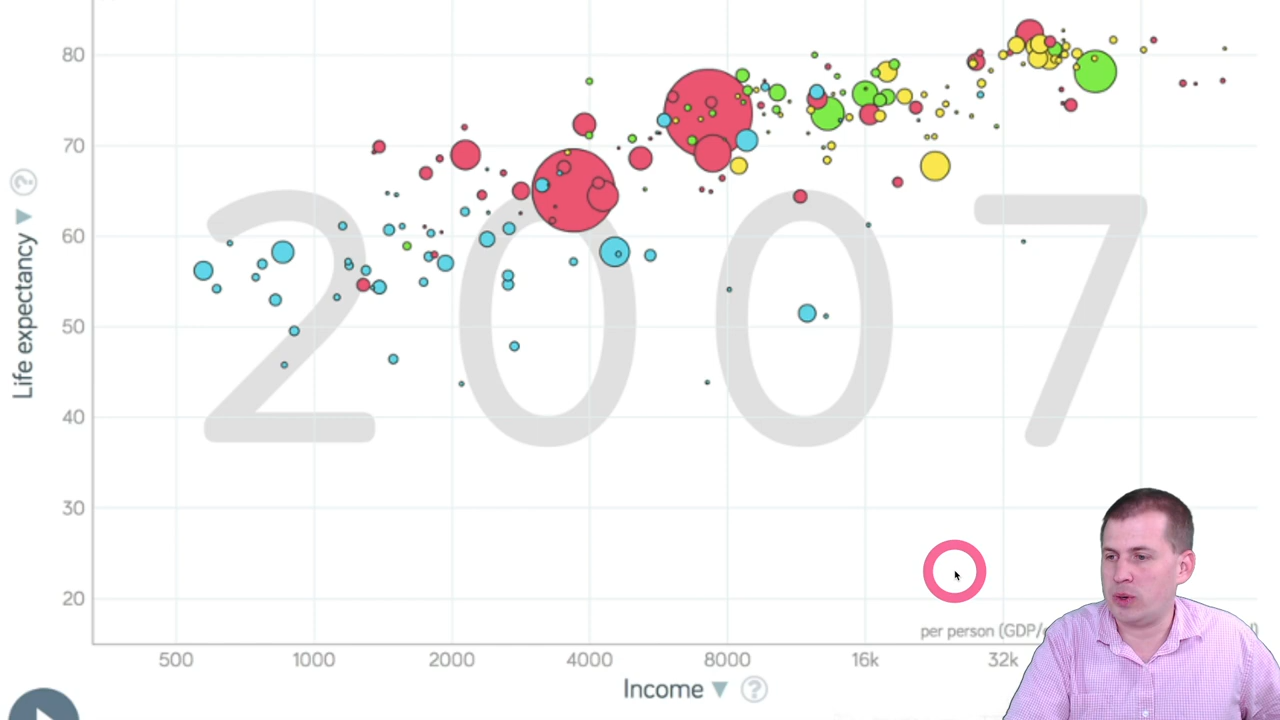 80
70
60
50
40
30
20
Life expectancy ▼ ?
2007
per person (GDP/
500 1000 2000 4000 8000 16k 32k
Income ▼ ?